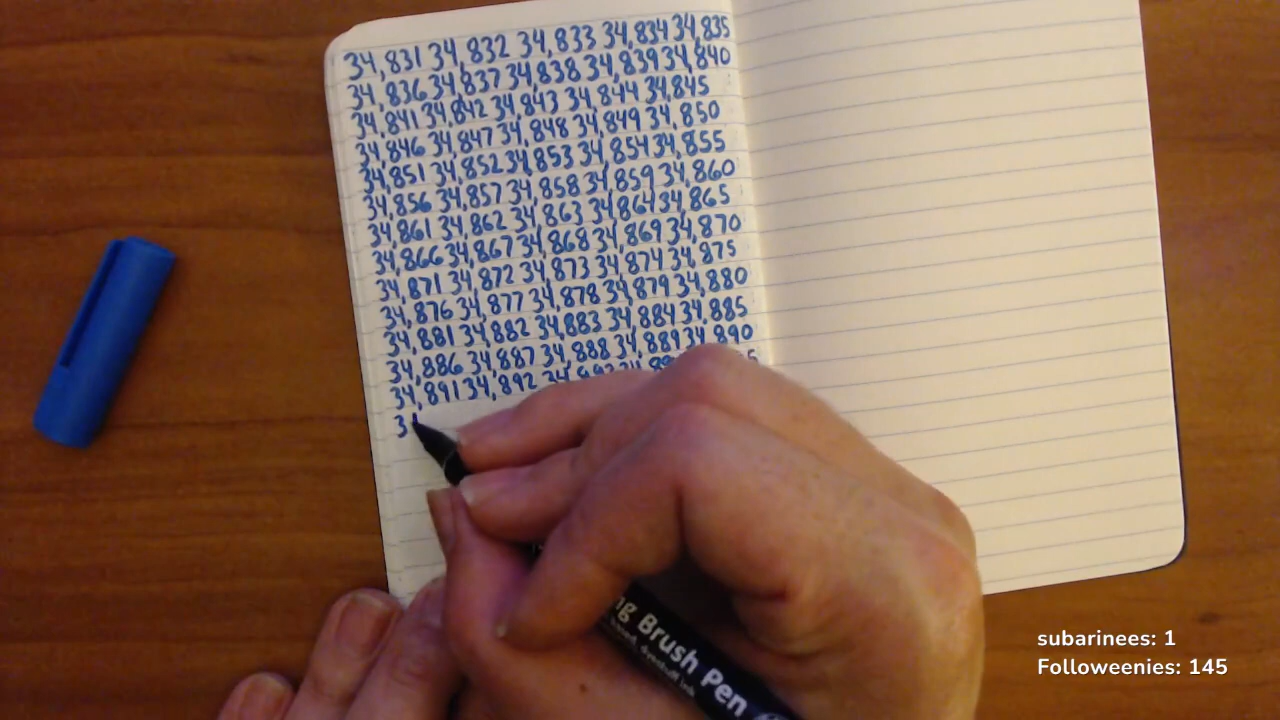 34,831 34,832 34,833 34,834 34,835
34,836 34,837 34,838 34,839 34,840
34,841 34,842 34,843 34,844 34,845
34,846 34,847 34,848 34,849 34,850
34,851 34,852 34,853 34,854 34,855
34,856 34,857 34,858 34,859 34,860
34,861 34,862 34,863 34,864 34,865
34,866 34,867 34,868 34,869 34,870
34,871 34,872 34,873 34,874 34,875
34,876 34,877 34,878 34,879 34,880
34,881 34,882 34,883 34,884 34,885
34,886 34,887 34,888 34,889 34,890
34,891 34,892
3
Brush Pen
subarinees: 1
Followeenies: 145